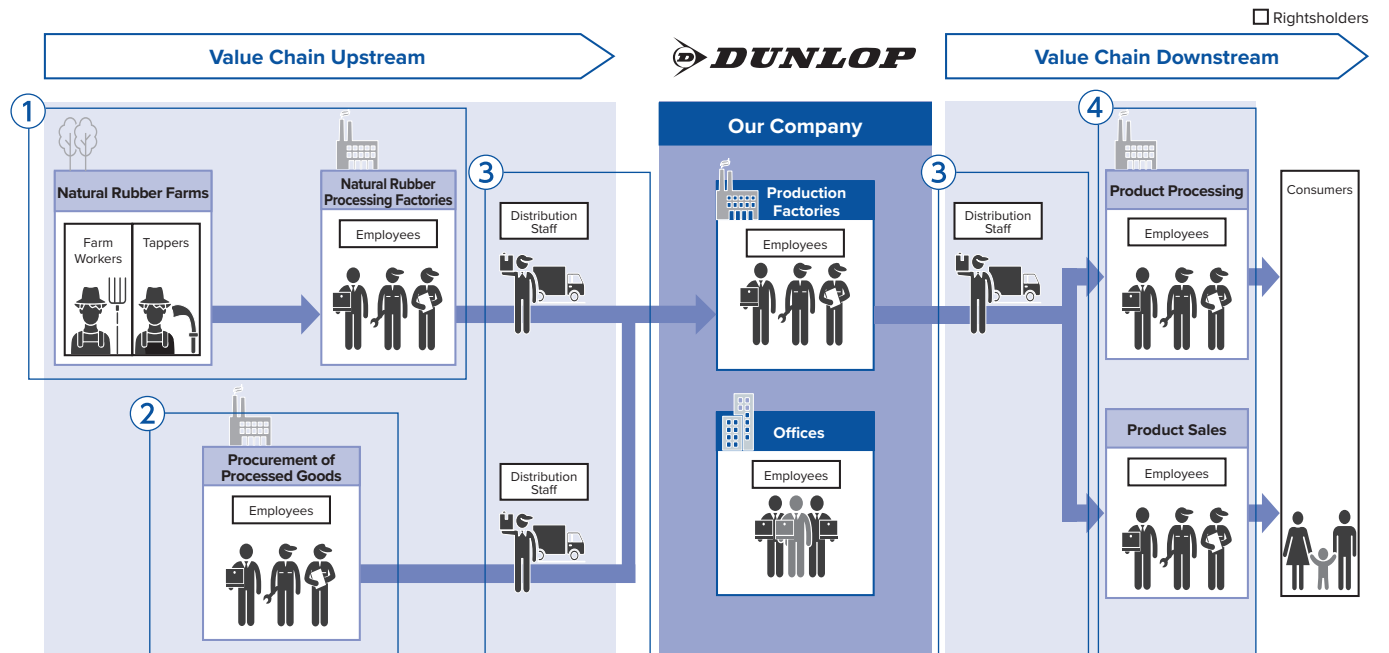 Rightsholders
Value Chain Upstream
D DUNLOP
Value Chain Downstream
1
Natural Rubber Farms
Farm
Workers
Tappers
Natural Rubber
Processing Factories
Employees
2
Procurement of
Processed Goods
Employees
3
Distribution
Staff
Distribution
Staff
Our Company
Production
Factories
Employees
Offices
Employees
3
Distribution
Staff
4
Product Processing
Employees
Product Sales
Employees
Consumers